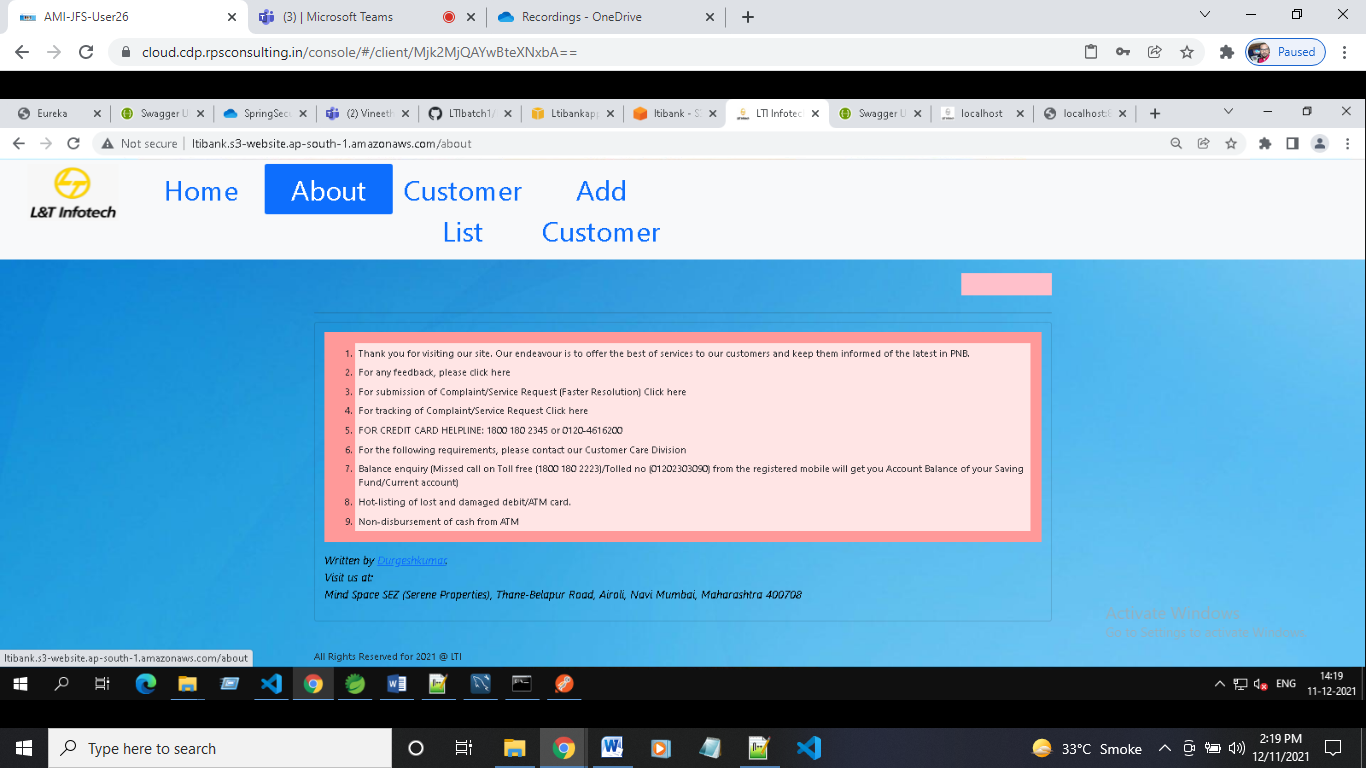 AMI-JFS-User26
(3) | Microsoft Teams
Recordings - OneDrive
cloud.cdp.rpsconsulting.in/console/#/client/Mjk2MjQAYwBteXNxbA==
Paused
Eureka
Swagger U
SpringSec
(2) Vineeth
LTIbatch1/
Ltibankapp
ltibank - S
LTI Infotec
Swagger U
localhost
localhost:
Not secure
ltibank.s3-website.ap-south-1.amazonaws.com/about
L&T Infotech
Home
About
Customer
List
Add
Customer
1. Thank you for visiting our site. Our endeavour is to offer the best of services to our customers and keep them informed of the latest in PNB.
2. For any feedback, please click here
3. For submission of Complaint/Service Request (Faster Resolution) Click here
4. For tracking of Complaint/Service Request Click here
5. FOR CREDIT CARD HELPLINE: 1800 180 2345 or 0120-4616200
6. For the following requirements, please contact our Customer Care Division
7. Balance enquiry (Missed call on Toll free (1800 180 2223)/Tolled no (01202303090) from the registered mobile will get you Account Balance of your Saving
Fund/Current account)
8. Hot-listing of lost and damaged debit/ATM card.
9. Non-disbursement of cash from ATM
Written by Durgeshkumar.
Visit us at:
Mind Space SEZ (Serene Properties), Thane-Belapur Road, Airoli, Navi Mumbai, Maharashtra 400708
Activate Windows
Go to Settings to activate Windows.
ltibank.s3-website.ap-south-1.amazonaws.com/about
All Rights Reserved for 2021 @ LTI
ENG
14:19
11-12-2021
Type here to search
33°C Smoke
2:19 PM
12/11/2021